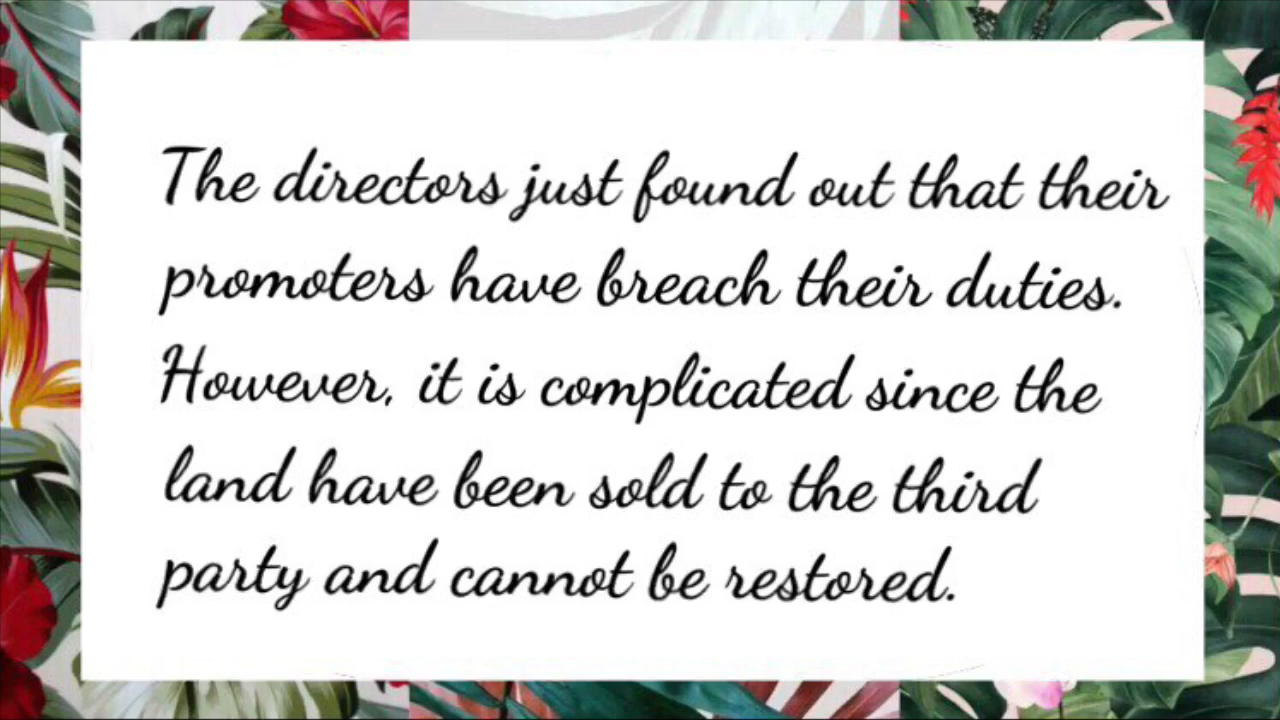 The directors just found out that their
promoters have breach their duties.
However, it is complicated since the
land have been sold to the third
party and cannot be restored.